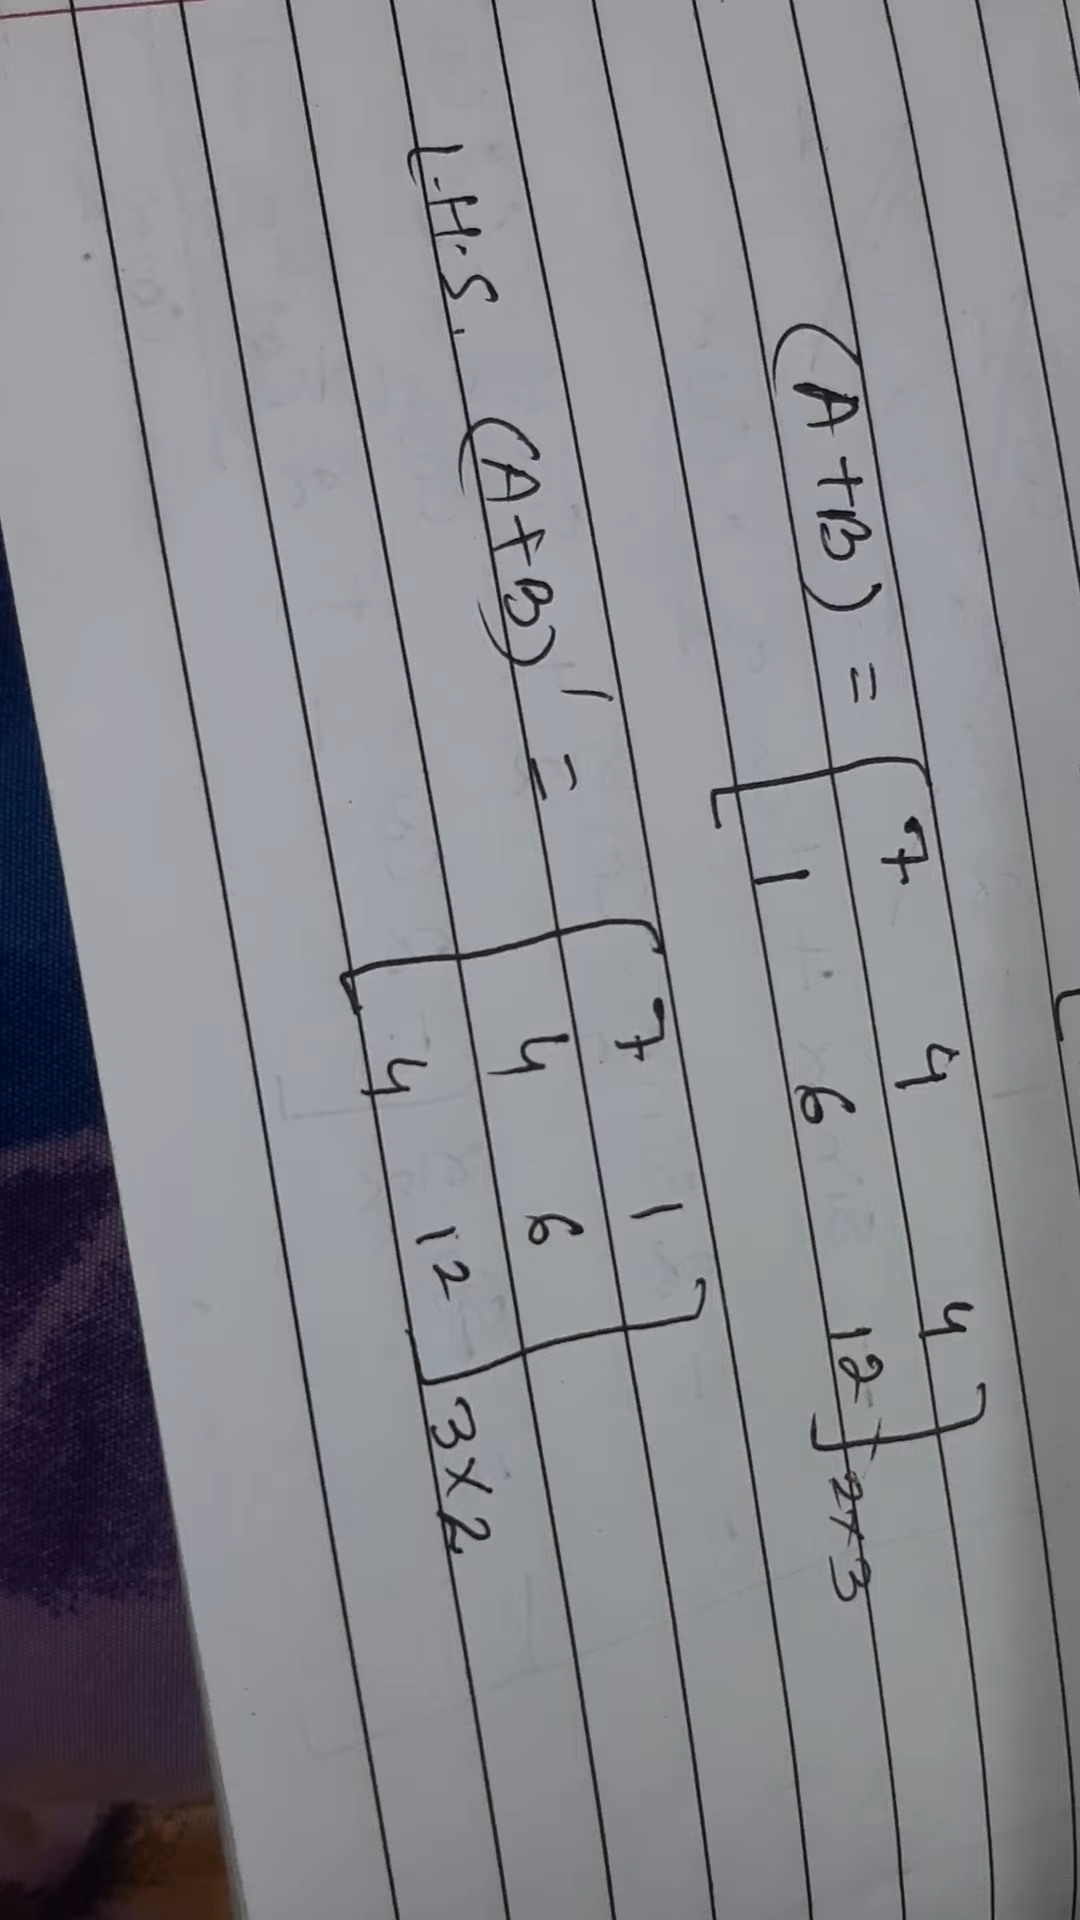 (A+B) = [ 7 4 4
1 6 12 ] 2×3
L.H.S. (A+B)' = [ 7 1
4 6
4 12 ] 3×2